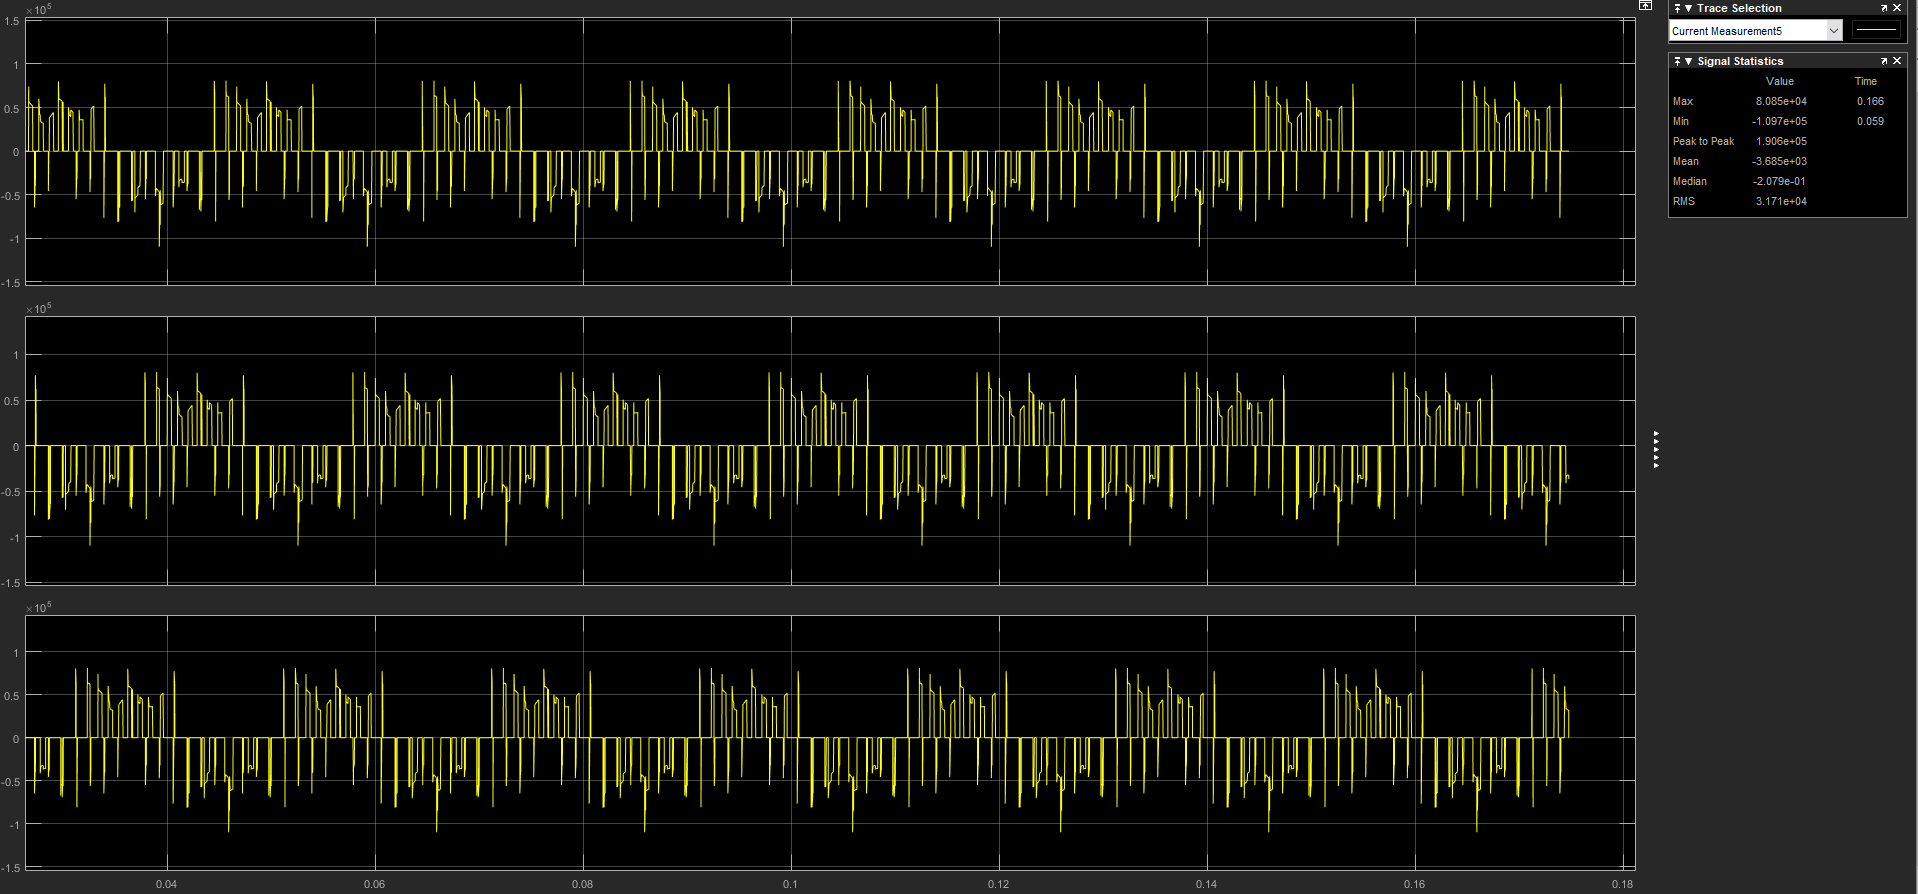 ×10^5
1.5
1
0.5
0
-0.5
-1
-1.5
×10^5
1
0.5
0
-0.5
-1
-1.5
×10^5
1
0.5
0
-0.5
-1
-1.5
0.04 0.06 0.08 0.1 0.12 0.14 0.16 0.18
Trace Selection
Current Measurement5
Signal Statistics
Value Time
Max 8.085e+04 0.166
Min -1.097e+05 0.059
Peak to Peak 1.906e+05
Mean -3.685e+03
Median -2.079e-01
RMS 3.171e+04